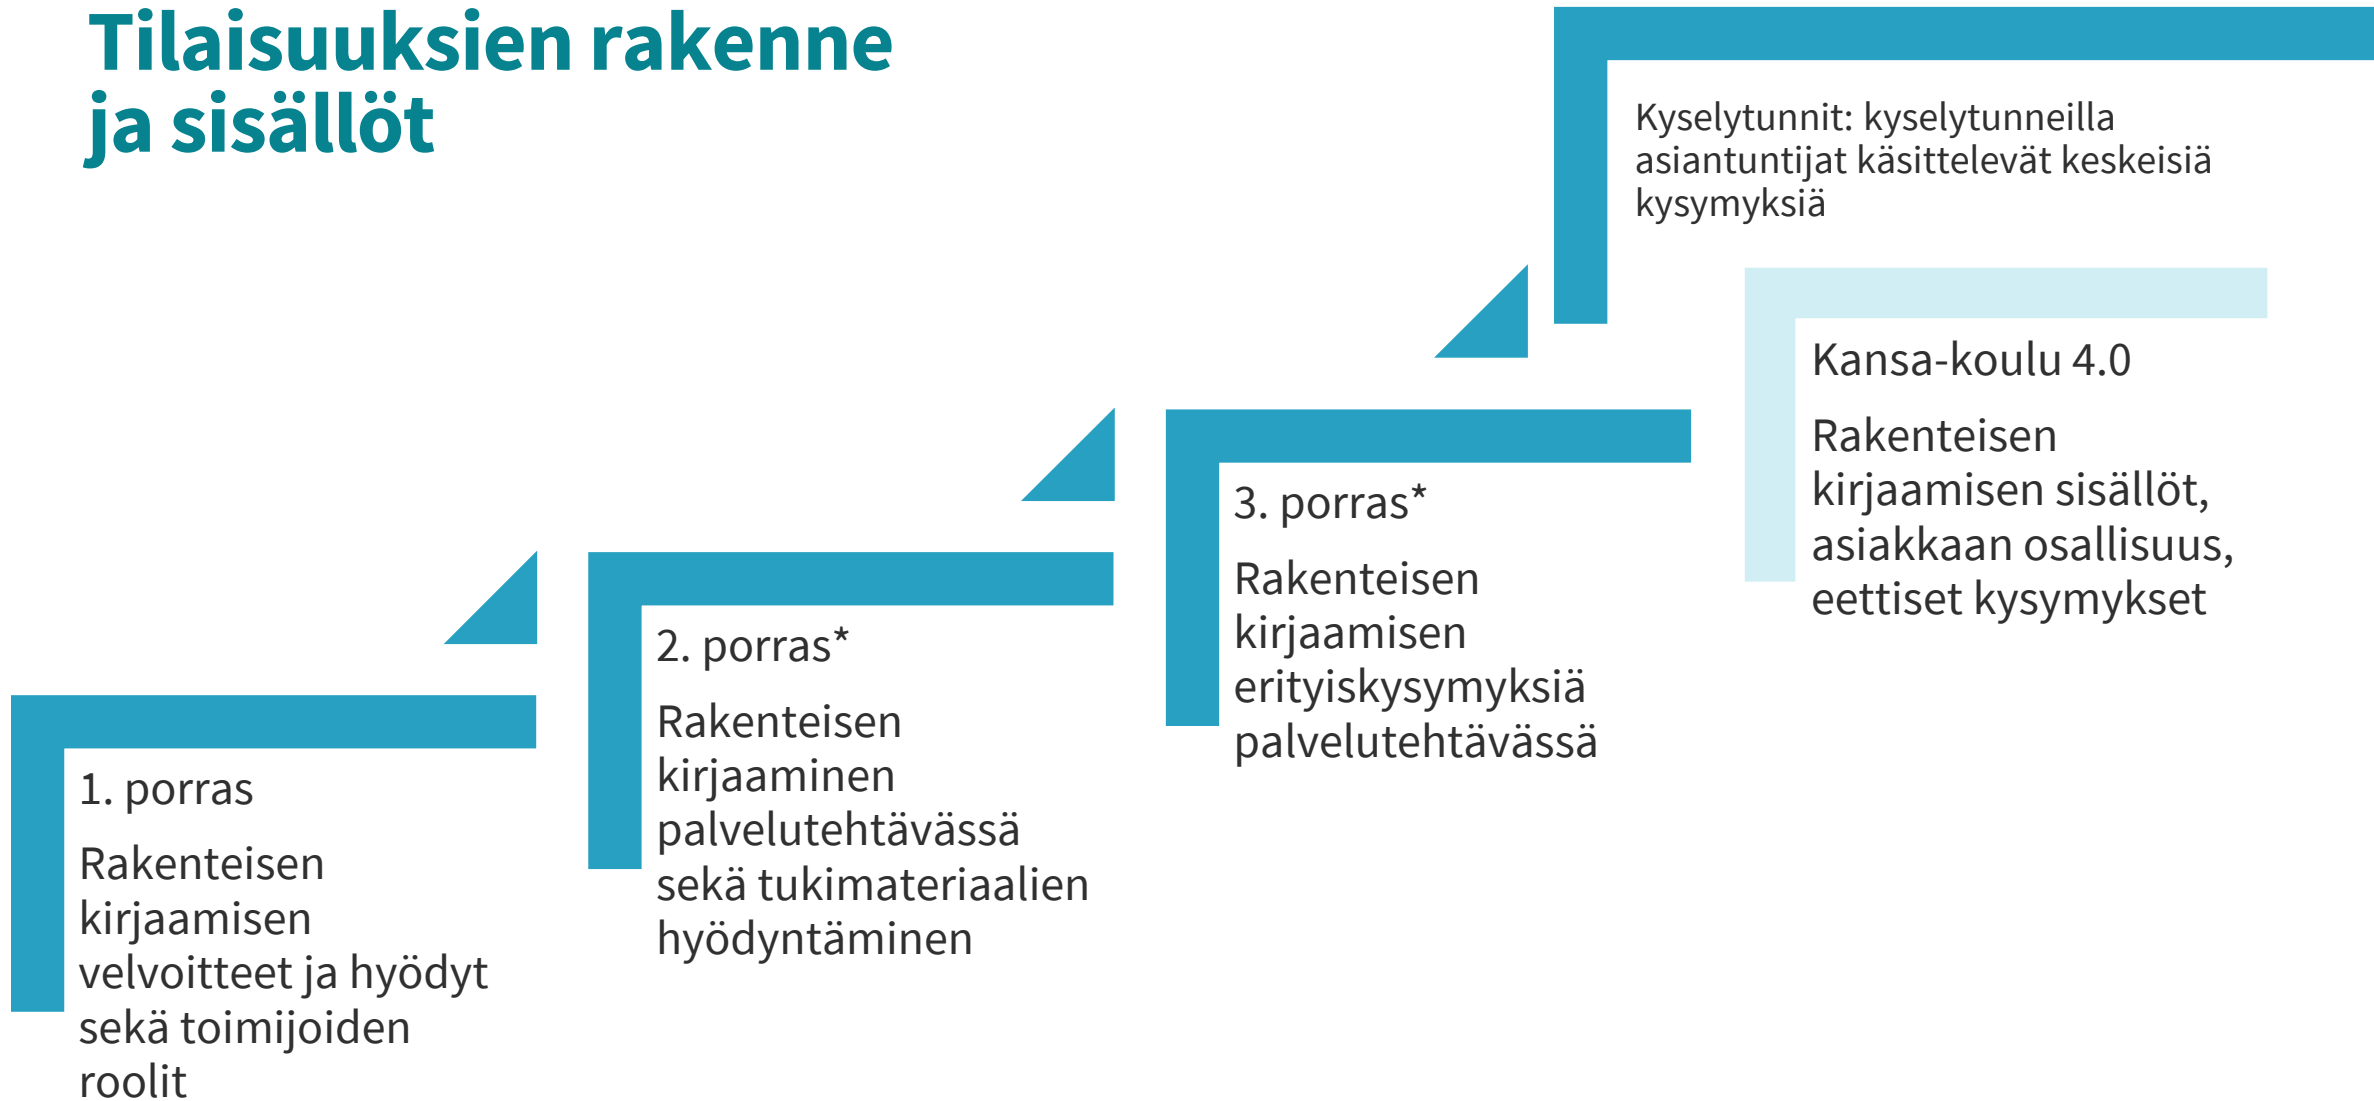 Tilaisuuksien rakenne
ja sisällöt
1. porras
Rakenteisen
kirjaamisen
velvoitteet ja hyödyt
sekä toimijoiden
roolit
2. porras*
Rakenteisen
kirjaaminen
palvelutehtävässä
sekä tukimateriaalien
hyödyntäminen
3. porras*
Rakenteisen
kirjaamisen
erityiskysymyksiä
palvelutehtävässä
Kyselytunnit: kyselytunneilla
asiantuntijat käsittelevät keskeisiä
kysymyksiä
Kansa-koulu 4.0
Rakenteisen
kirjaamisen sisällöt,
asiakkaan osallisuus,
eettiset kysymykset